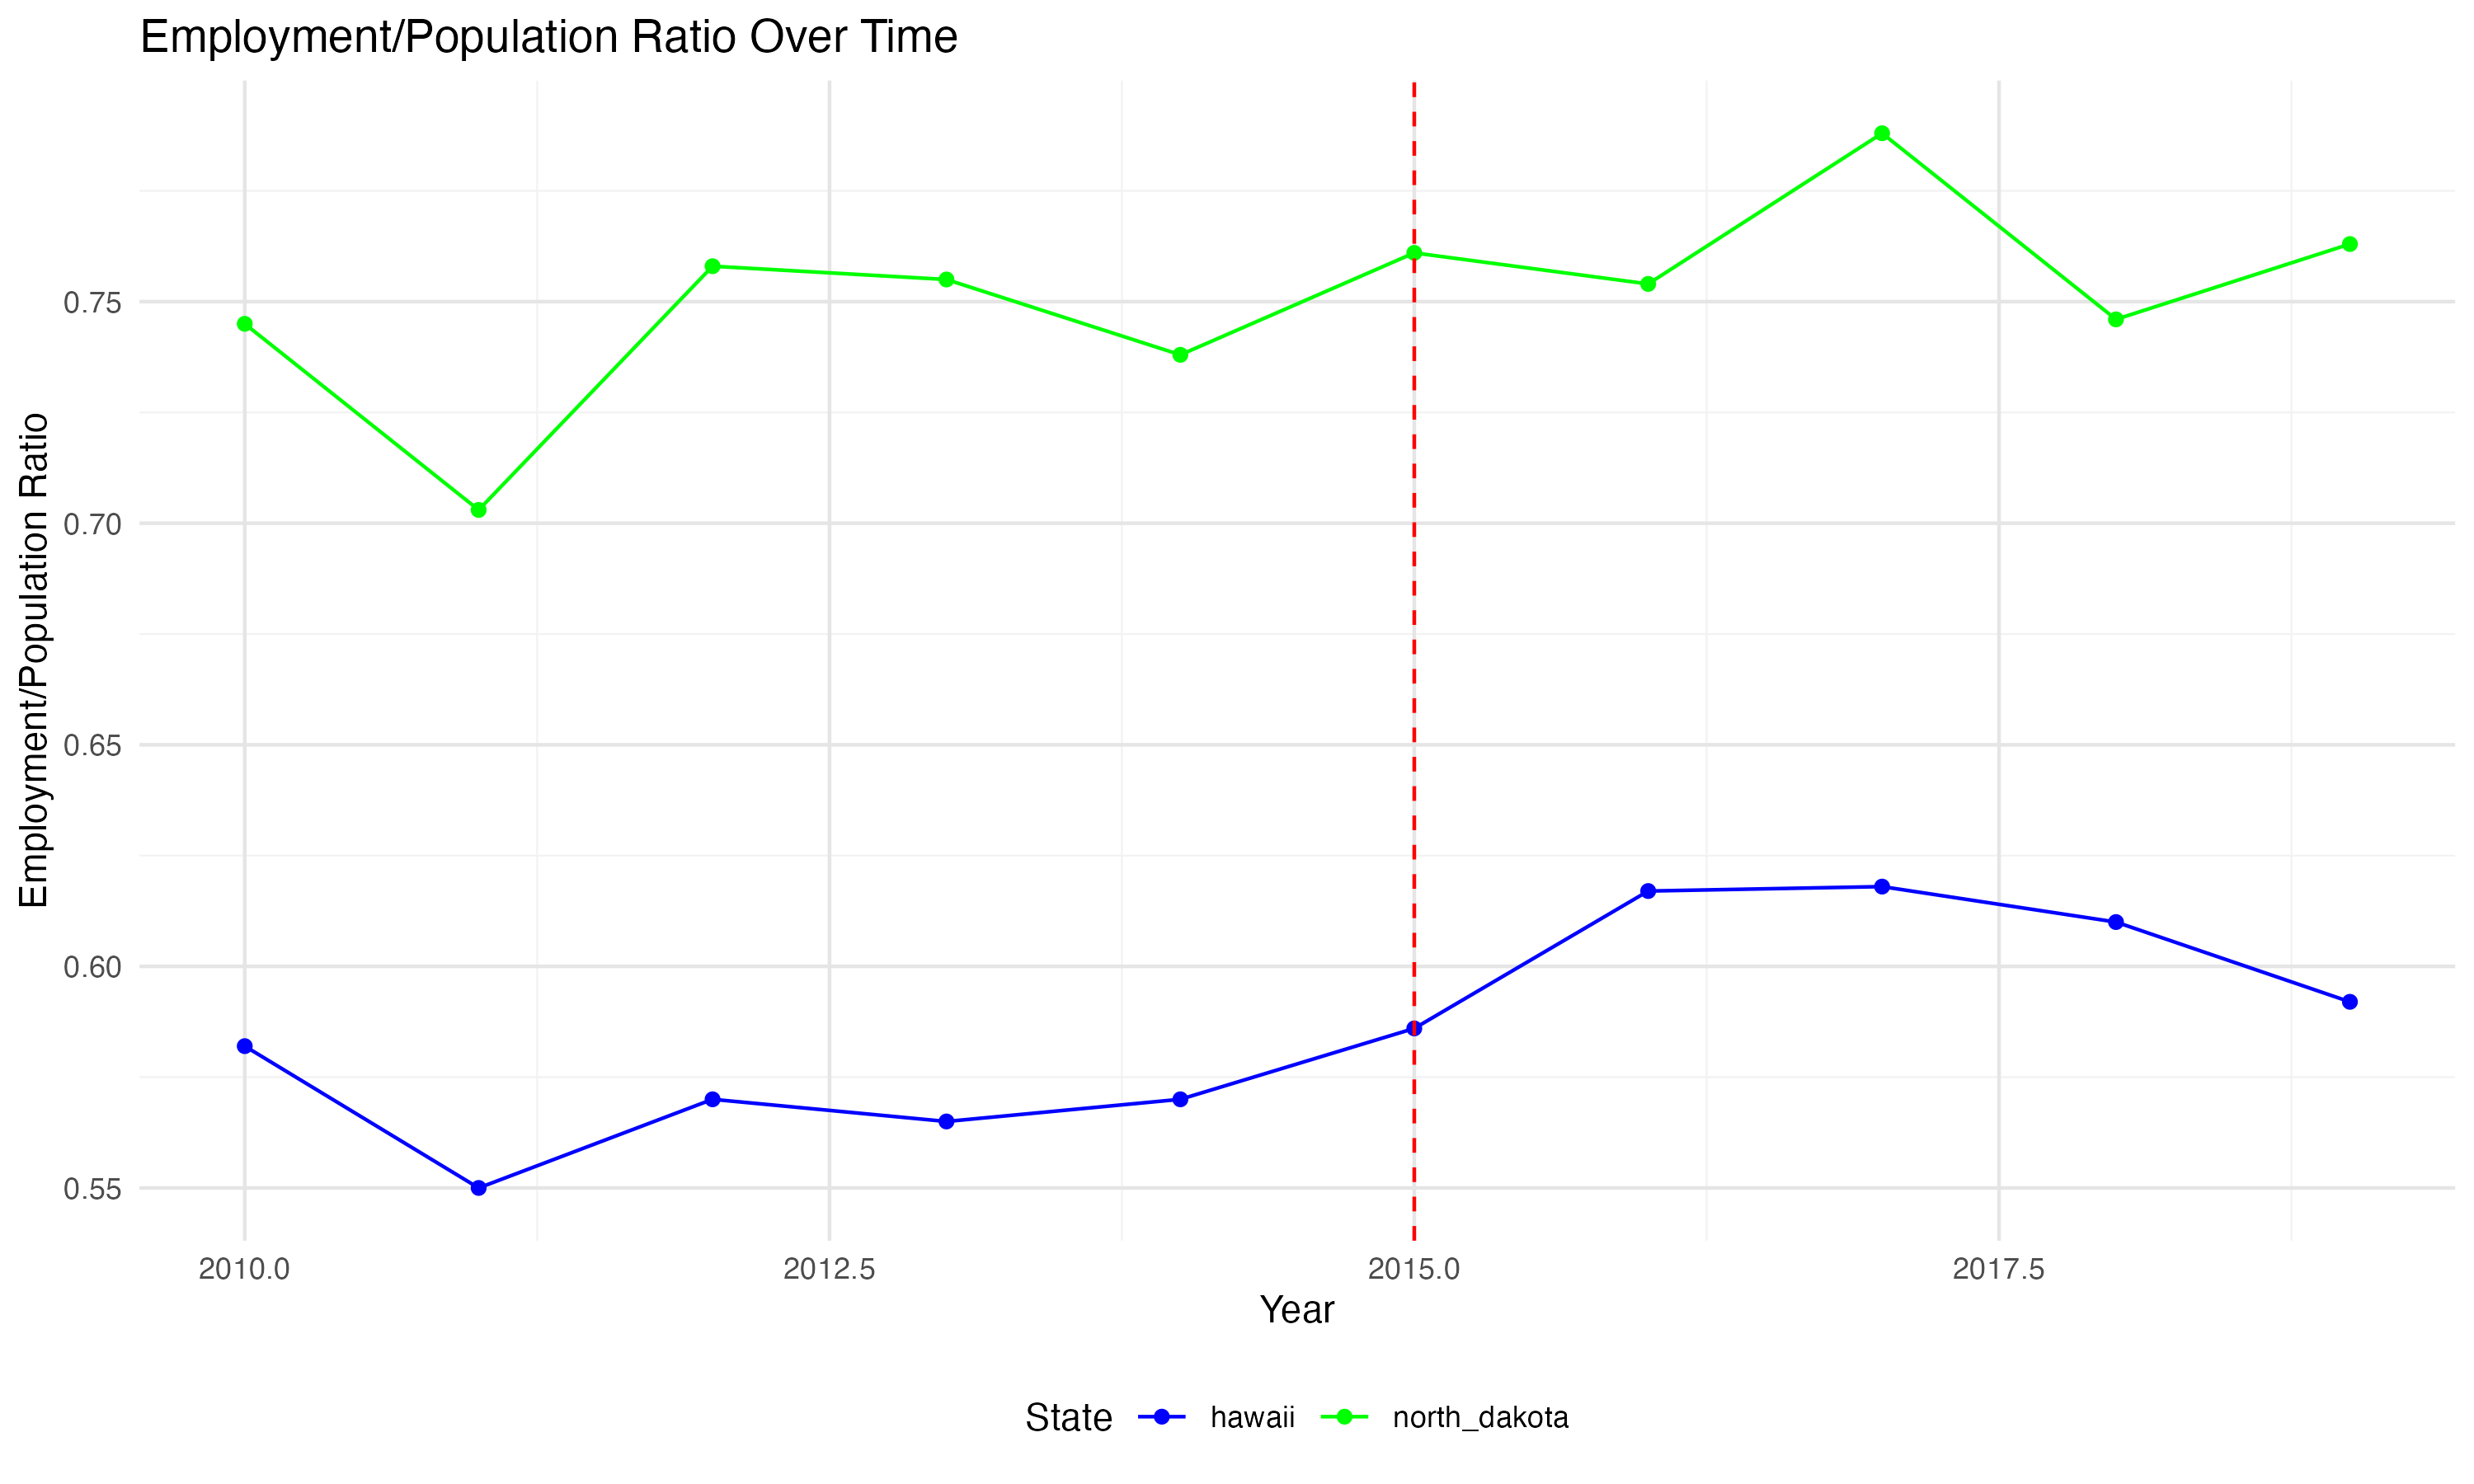 Employment/Population Ratio Over Time
Employment/Population Ratio
0.75
0.70
0.65
0.60
0.55
2010.0 2012.5 2015.0 2017.5
Year
State hawaii north_dakota